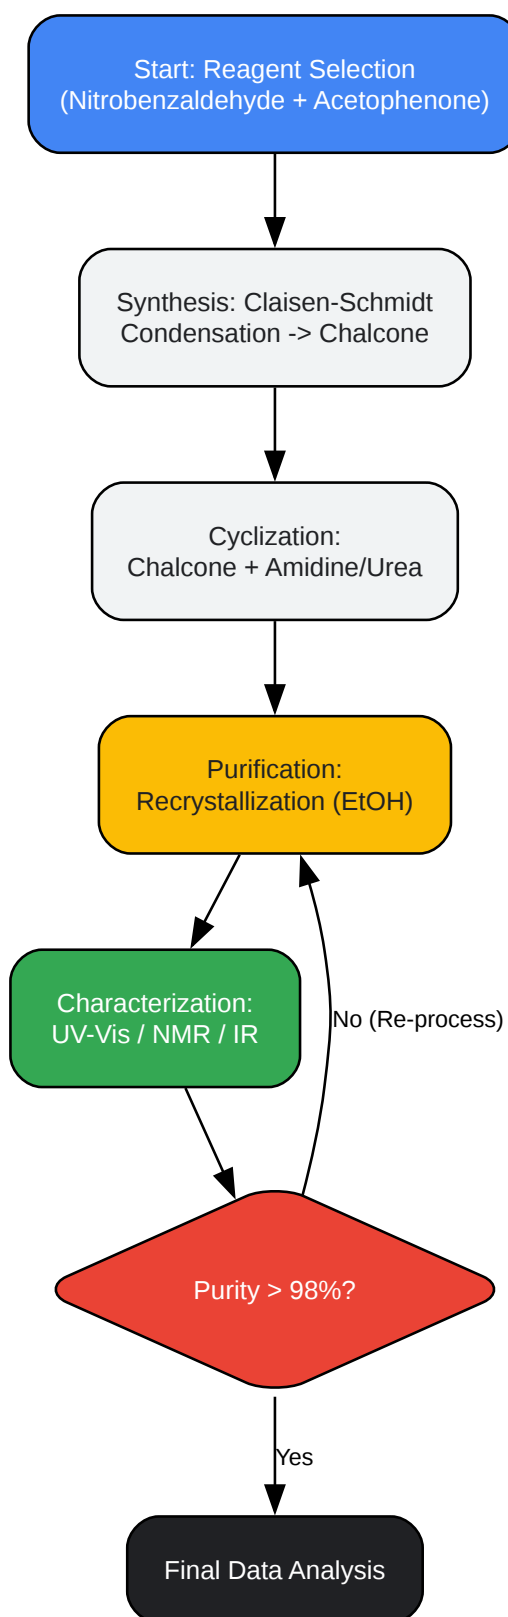 Start: Reagent Selection
(Nitrobenzaldehyde + Acetophenone)
Synthesis: Claisen-Schmidt
Condensation -> Chalcone
Cyclization:
Chalcone + Amidine/Urea
Purification:
Recrystallization (EtOH)
Characterization:
UV-Vis / NMR / IR
No (Re-process)
Purity > 98%?
Yes
Final Data Analysis